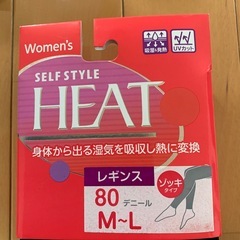 Women's
吸湿&発熱
UVカット
SELF STYLE
HEAT
身体から出る湿気を吸収し熱に変換
レギンス
80デニール
M~L
ゾッキ
タイプ